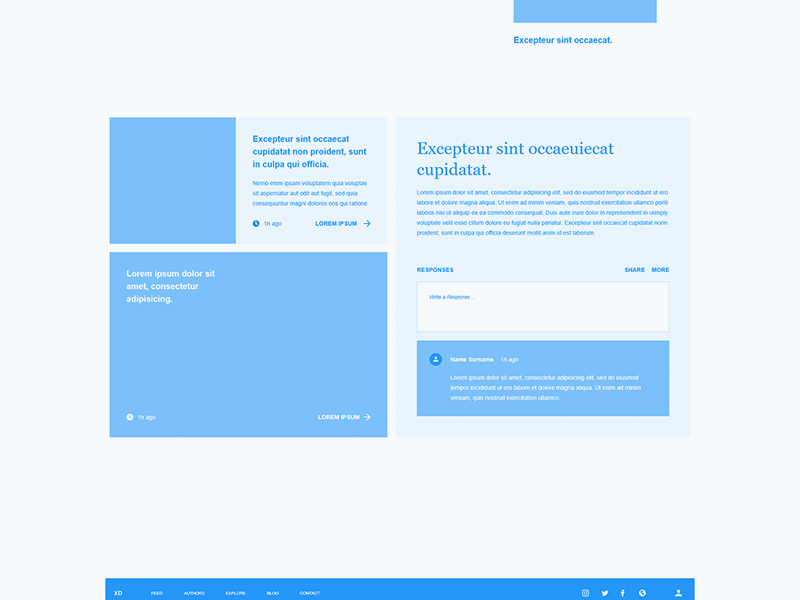 Excepteur sint occaecat.
Excepteur sint occaecat
cupidatat non proident, sunt
in culpa qui officia.
Nemo enim ipsam voluptatem quia voluptas
sit aspernatur aut odit aut fugit, sed quia
consequuntur magni dolores eos qui ratione
1h ago
LOREM IPSUM
Lorem ipsum dolor sit
amet, consectetur
adipisicing.
1h ago
LOREM IPSUM
Excepteur sint occaeuiecat
cupidatat.
Lorem ipsum dolor sit amet, consectetur adipisicing elit, sed do eiusmod tempor incididunt ut ero
labore et dolore magna aliqua. Ut enim ad minim veniam, quis nostrud exercitation ullamco porti
laboris nisi ut aliquip ex ea commodo consequat. Duis aute irure dolor in reprehenderit in uienply
voluptate velit esse cillum dolore eu fugiat nulla pariatur. Excepteur sint occaecat cupidatat norin
proident, sunt in culpa qui officia deserunt mollit anim id est laborum.
RESPONSES
SHARE MORE
Write a Response...
Name Surname 1h ago
Lorem ipsum dolor sit amet, consectetur adipisicing elit, sed do eiusmod
tempor incididunt ut labore et dolore magna aliqua. Ut enim ad minim
veniam, quis nostrud exercitation ullamco.
XD FEED AUTHORS EXPLORE BLOG CONTACT